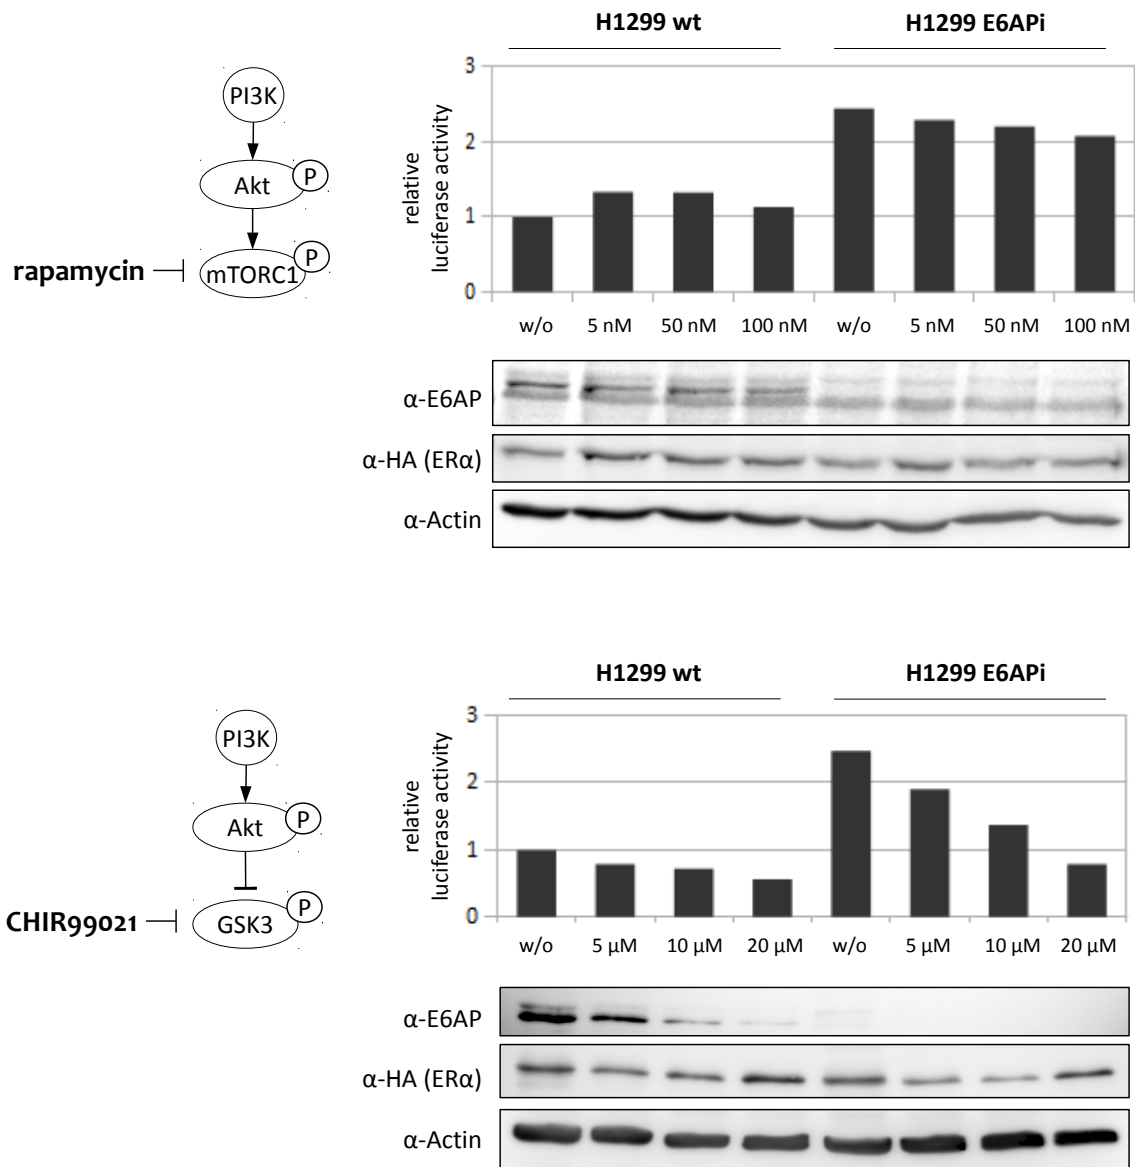 H1299 wt H1299 E6APi
PI3K
Akt P
mTORC1 P
rapamycin
relative
luciferase activity
3
2
1
0
w/o 5 nM 50 nM 100 nM w/o 5 nM 50 nM 100 nM
α-E6AP
α-HA (ERα)
α-Actin
H1299 wt H1299 E6APi
PI3K
Akt P
GSK3 P
CHIR99021
relative
luciferase activity
3
2
1
0
w/o 5 µM 10 µM 20 µM w/o 5 µM 10 µM 20 µM
α-E6AP
α-HA (ERα)
α-Actin